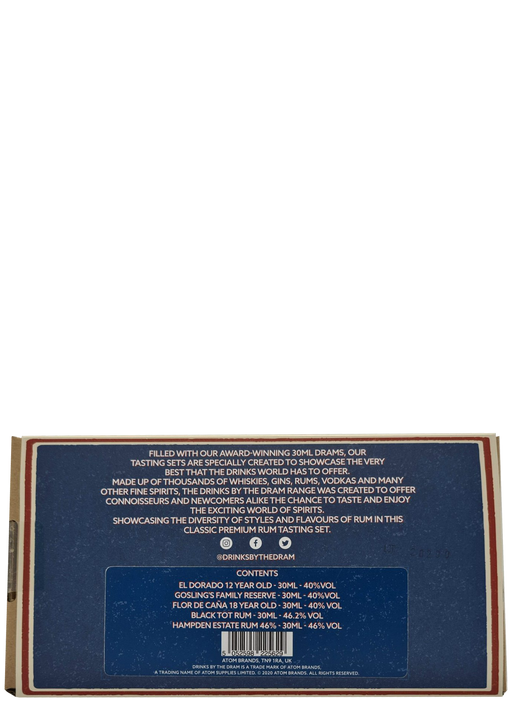 FILLED WITH OUR AWARD-WINNING 30ML DRAMS, OUR
TASTING SETS ARE SPECIALLY CREATED TO SHOWCASE THE VERY
BEST THAT THE DRINKS WORLD HAS TO OFFER.
MADE UP OF THOUSANDS OF WHISKIES, GINS, RUMS, VODKAS AND MANY
OTHER FINE SPIRITS, THE DRINKS BY THE DRAM RANGE WAS CREATED TO OFFER
CONNOISSEURS AND NEWCOMERS ALIKE THE CHANCE TO TASTE AND ENJOY
THE EXCITING WORLD OF SPIRITS.
SHOWCASING THE DIVERSITY OF STYLES AND FLAVOURS OF RUM IN THIS
CLASSIC PREMIUM RUM TASTING SET.
@DRINKSBYTHEDRAM
CONTENTS
EL DORADO 12 YEAR OLD - 30ML - 40%VOL
GOSLING'S FAMILY RESERVE - 30ML - 40%VOL
FLOR DE CAÑA 18 YEAR OLD - 30ML - 40% VOL
BLACK TOT RUM - 30ML - 46.2% VOL
HAMPDEN ESTATE RUM 46% - 30ML - 46% VOL
ATOM BRANDS, TN9 1RA, UK
DRINKS BY THE DRAM IS A TRADE MARK OF ATOM BRANDS,
A TRADING NAME OF ATOM SUPPLIES LIMITED. © 2020 ATOM BRANDS. ALL RIGHTS RESERVED.